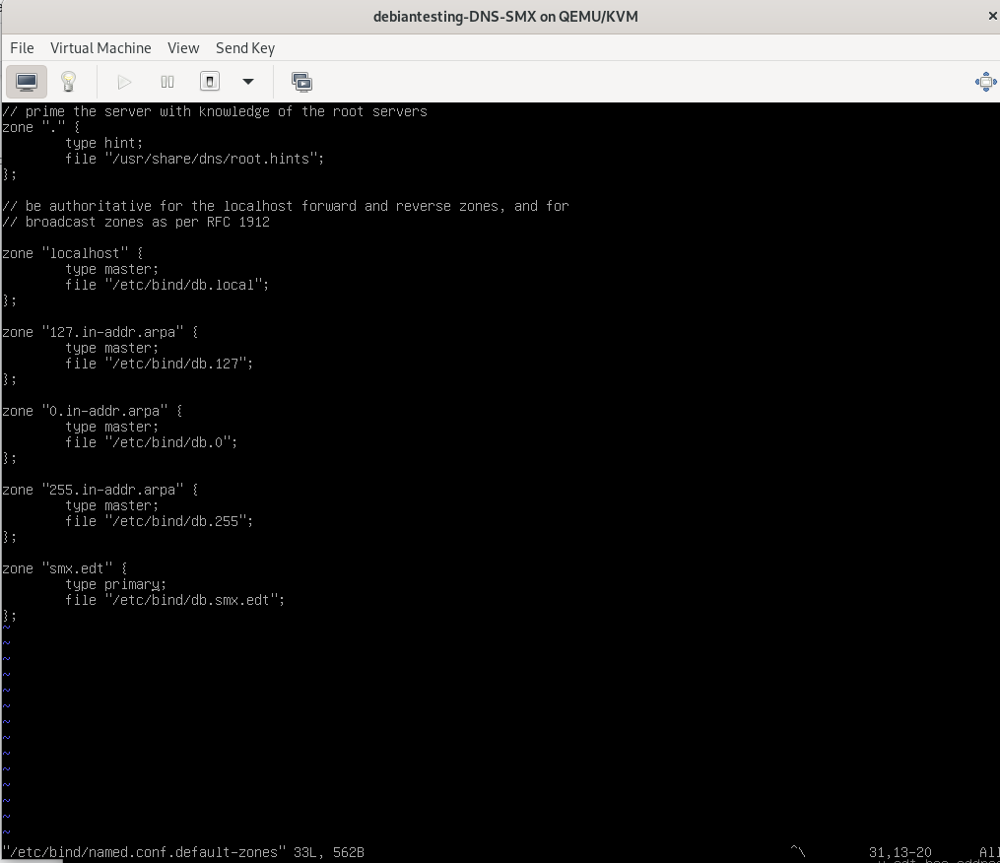 debiantesting-DNS-SMX on QEMU/KVM
File Virtual Machine View Send Key
// prime the server with knowledge of the root servers
zone "." {
        type hint;
        file "/usr/share/dns/root.hints";
};

// be authoritative for the localhost forward and reverse zones, and for
// broadcast zones as per RFC 1912

zone "localhost" {
        type master;
        file "/etc/bind/db.local";
};

zone "127.in-addr.arpa" {
        type master;
        file "/etc/bind/db.127";
};

zone "0.in-addr.arpa" {
        type master;
        file "/etc/bind/db.0";
};

zone "255.in-addr.arpa" {
        type master;
        file "/etc/bind/db.255";
};

zone "smx.edt" {
        type primary;
        file "/etc/bind/db.smx.edt";
};
~
~
~
~
~
~
~
~
~
~
~
~
~
~
"/etc/bind/named.conf.default-zones" 33L, 562B ^\ 31,13-20 All